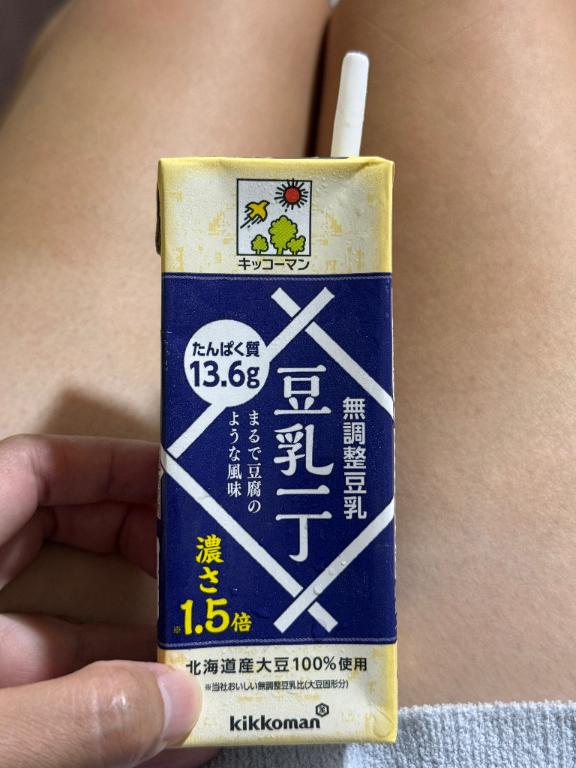 キッコーマン
たんぱく質
13.6g
無調整豆乳
豆乳一丁
まるで豆腐の
ような風味
濃さ
※1.5倍
北海道産大豆100%使用
※当社おいしい無調整豆乳比(大豆固形分)
kikkoman